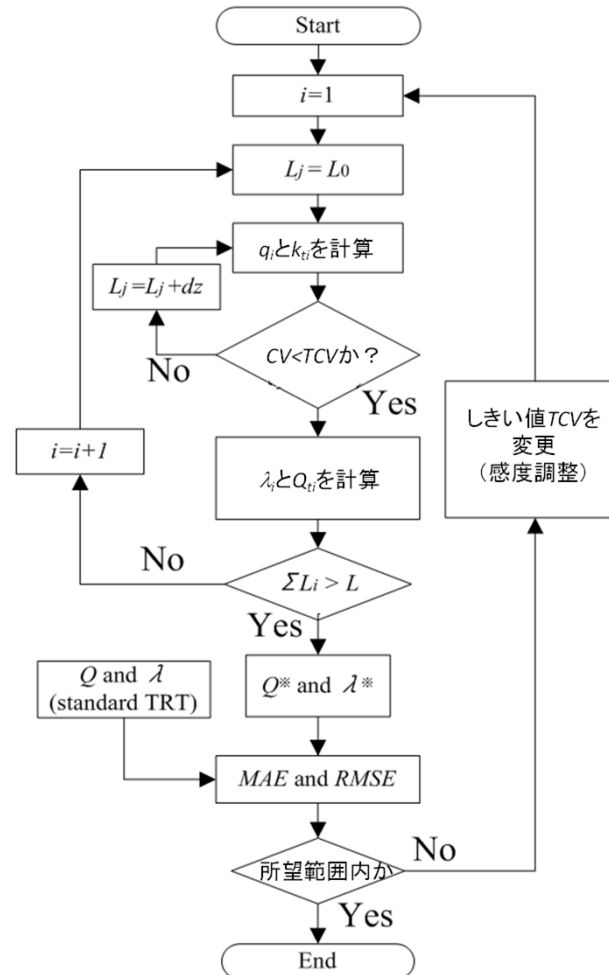 Start
i=1
Lj = L0
qiとktiを計算
Lj =Lj +dz
CV<TCVか？
No
Yes
しきい値TCVを
変更
（感度調整）
i=i+1
λiとQtiを計算
No
ΣLi > L
Yes
Q and λ
(standard TRT)
Q※ and λ※
MAE and RMSE
所望範囲内か
No
Yes
End